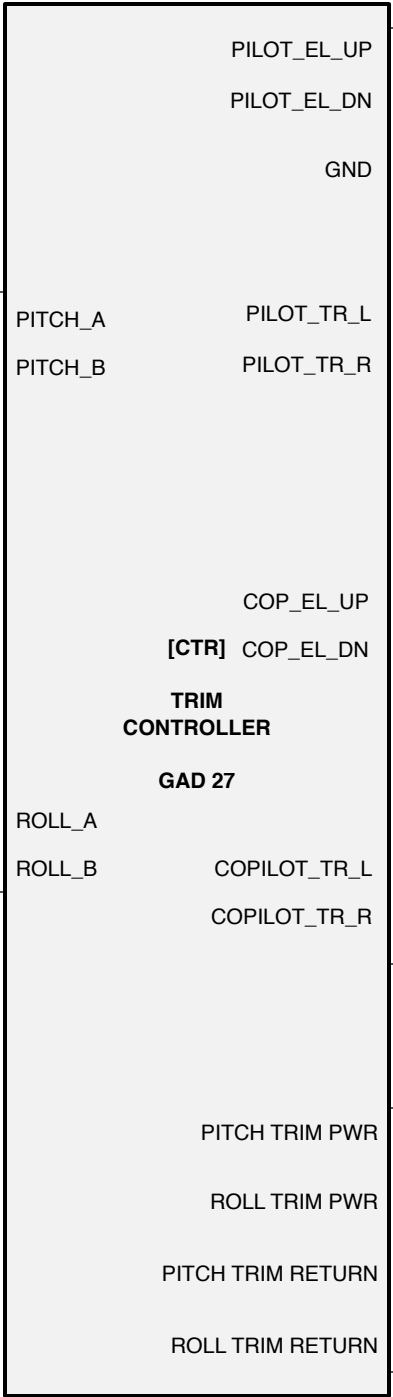 PILOT_EL_UP
PILOT_EL_DN
GND
PITCH_A PILOT_TR_L
PITCH_B PILOT_TR_R
COP_EL_UP
[CTR] COP_EL_DN
TRIM
CONTROLLER
GAD 27
ROLL_A
ROLL_B COPILOT_TR_L
COPILOT_TR_R
PITCH TRIM PWR
ROLL TRIM PWR
PITCH TRIM RETURN
ROLL TRIM RETURN